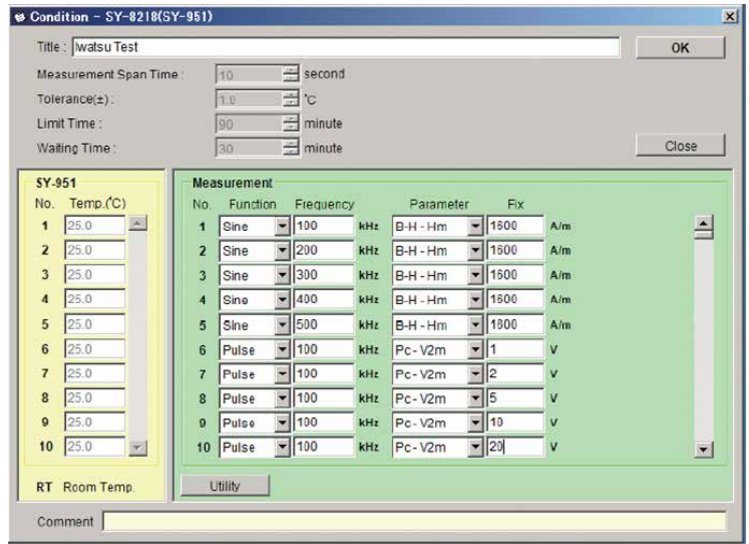 Condition - SY-8218(SY-951)
Title : Iwatsu Test OK
Measurement Span Time : 10 second
Tolerance(±) : 1.0 °C
Limit Time : 90 minute
Waiting Time : 30 minute Close
SY-951 Measurement
No. Temp.(°C) No. Function Frequency Parameter Fix
1 25.0 1 Sine 100 kHz B-H - Hm 1600 A/m
2 25.0 2 Sine 200 kHz B-H - Hm 1600 A/m
3 25.0 3 Sine 300 kHz B-H - Hm 1600 A/m
4 25.0 4 Sine 400 kHz B-H - Hm 1600 A/m
5 25.0 5 Sine 500 kHz B-H - Hm 1600 A/m
6 25.0 6 Pulse 100 kHz Pc - V2m 1 V
7 25.0 7 Pulse 100 kHz Pc - V2m 2 V
8 25.0 8 Pulse 100 kHz Pc - V2m 5 V
9 25.0 9 Pulse 100 kHz Pc - V2m 10 V
10 25.0 10 Pulse 100 kHz Pc - V2m 20 V
RT Room Temp. Utility
Comment